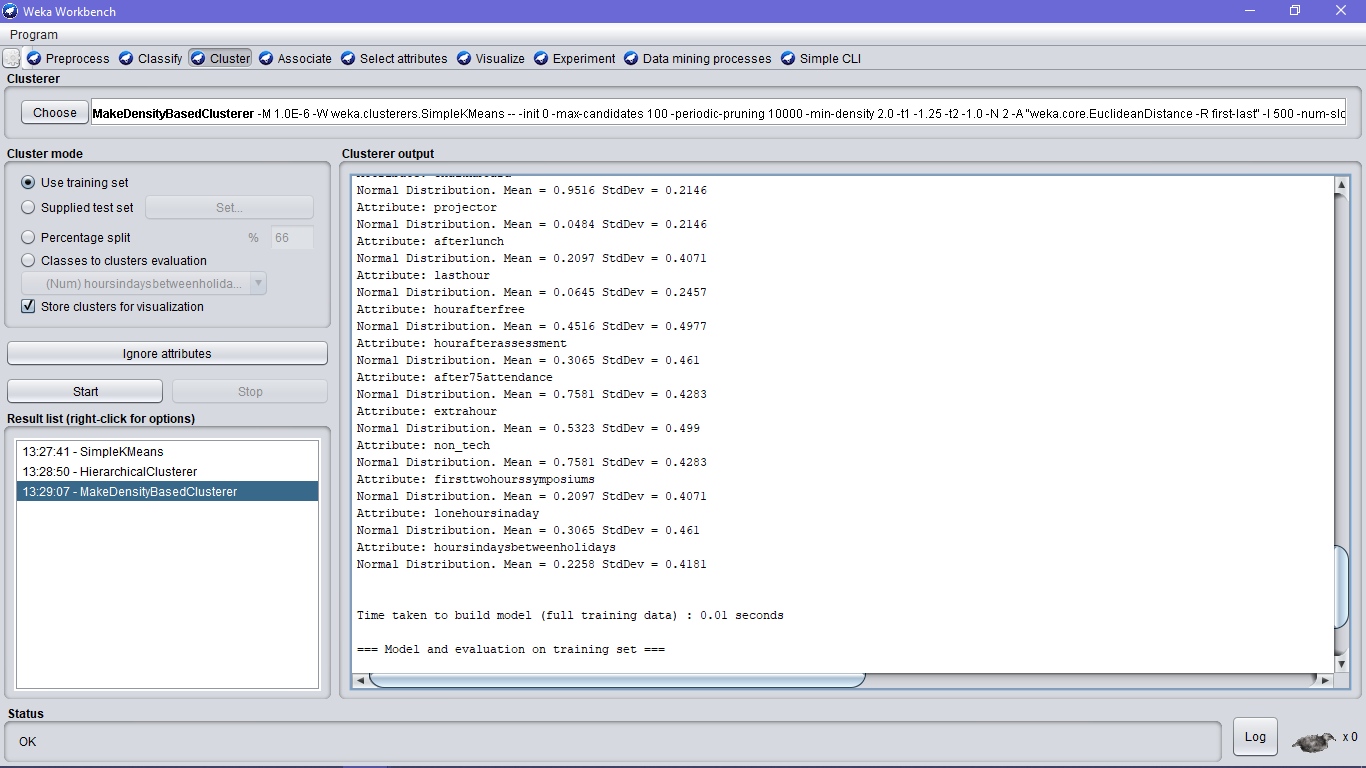 Weka Workbench
Program
Preprocess Classify Cluster Associate Select attributes Visualize Experiment Data mining processes Simple CLI
Clusterer
Choose MakeDensityBasedClusterer -M 1.0E-6 -W weka.clusterers.SimpleKMeans -- -init 0 -max-candidates 100 -periodic-pruning 10000 -min-density 2.0 -t1 -1.25 -t2 -1.0 -N 2 -A "weka.core.EuclideanDistance -R first-last" -I 500 -num-slo
Cluster mode
Use training set
Supplied test set Set...
Percentage split % 66
Classes to clusters evaluation
(Num) hoursindaysbetweenholida...
Store clusters for visualization
Ignore attributes
Start Stop
Result list (right-click for options)
13:27:41 - SimpleKMeans
13:28:50 - HierarchicalClusterer
13:29:07 - MakeDensityBasedClusterer
Clusterer output
Normal Distribution. Mean = 0.9516 StdDev = 0.2146
Attribute: projector
Normal Distribution. Mean = 0.0484 StdDev = 0.2146
Attribute: afterlunch
Normal Distribution. Mean = 0.2097 StdDev = 0.4071
Attribute: lasthour
Normal Distribution. Mean = 0.0645 StdDev = 0.2457
Attribute: hourafterfree
Normal Distribution. Mean = 0.4516 StdDev = 0.4977
Attribute: hourafterassessment
Normal Distribution. Mean = 0.3065 StdDev = 0.461
Attribute: after75attendance
Normal Distribution. Mean = 0.7581 StdDev = 0.4283
Attribute: extrahour
Normal Distribution. Mean = 0.5323 StdDev = 0.499
Attribute: non_tech
Normal Distribution. Mean = 0.7581 StdDev = 0.4283
Attribute: firsttwohourssymposiums
Normal Distribution. Mean = 0.2097 StdDev = 0.4071
Attribute: lonehoursinaday
Normal Distribution. Mean = 0.3065 StdDev = 0.461
Attribute: hoursindaysbetweenholidays
Normal Distribution. Mean = 0.2258 StdDev = 0.4181
Time taken to build model (full training data) : 0.01 seconds
=== Model and evaluation on training set ===
Status
OK
Log
x 0